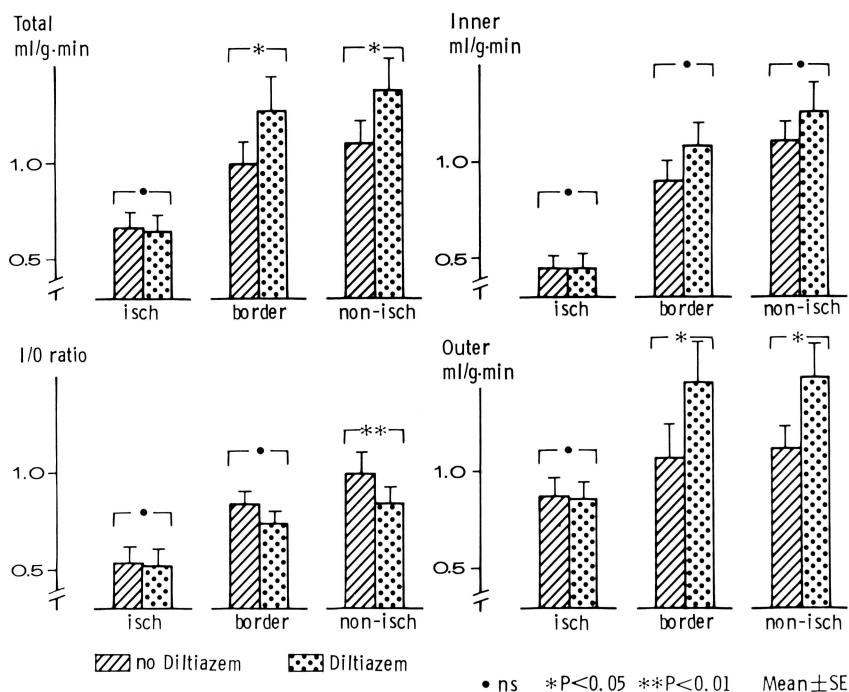 Total
ml/g·min
1.0
0.5
*
*
•
isch
border
non-isch
Inner
ml/g·min
1.0
0.5
•
•
•
isch
border
non-isch
I/O ratio
1.0
0.5
•
•
**
isch
border
non-isch
Outer
ml/g·min
1.0
0.5
•
*
*
isch
border
non-isch
no Diltiazem
Diltiazem
• ns *P<0.05 **P<0.01 Mean±SE